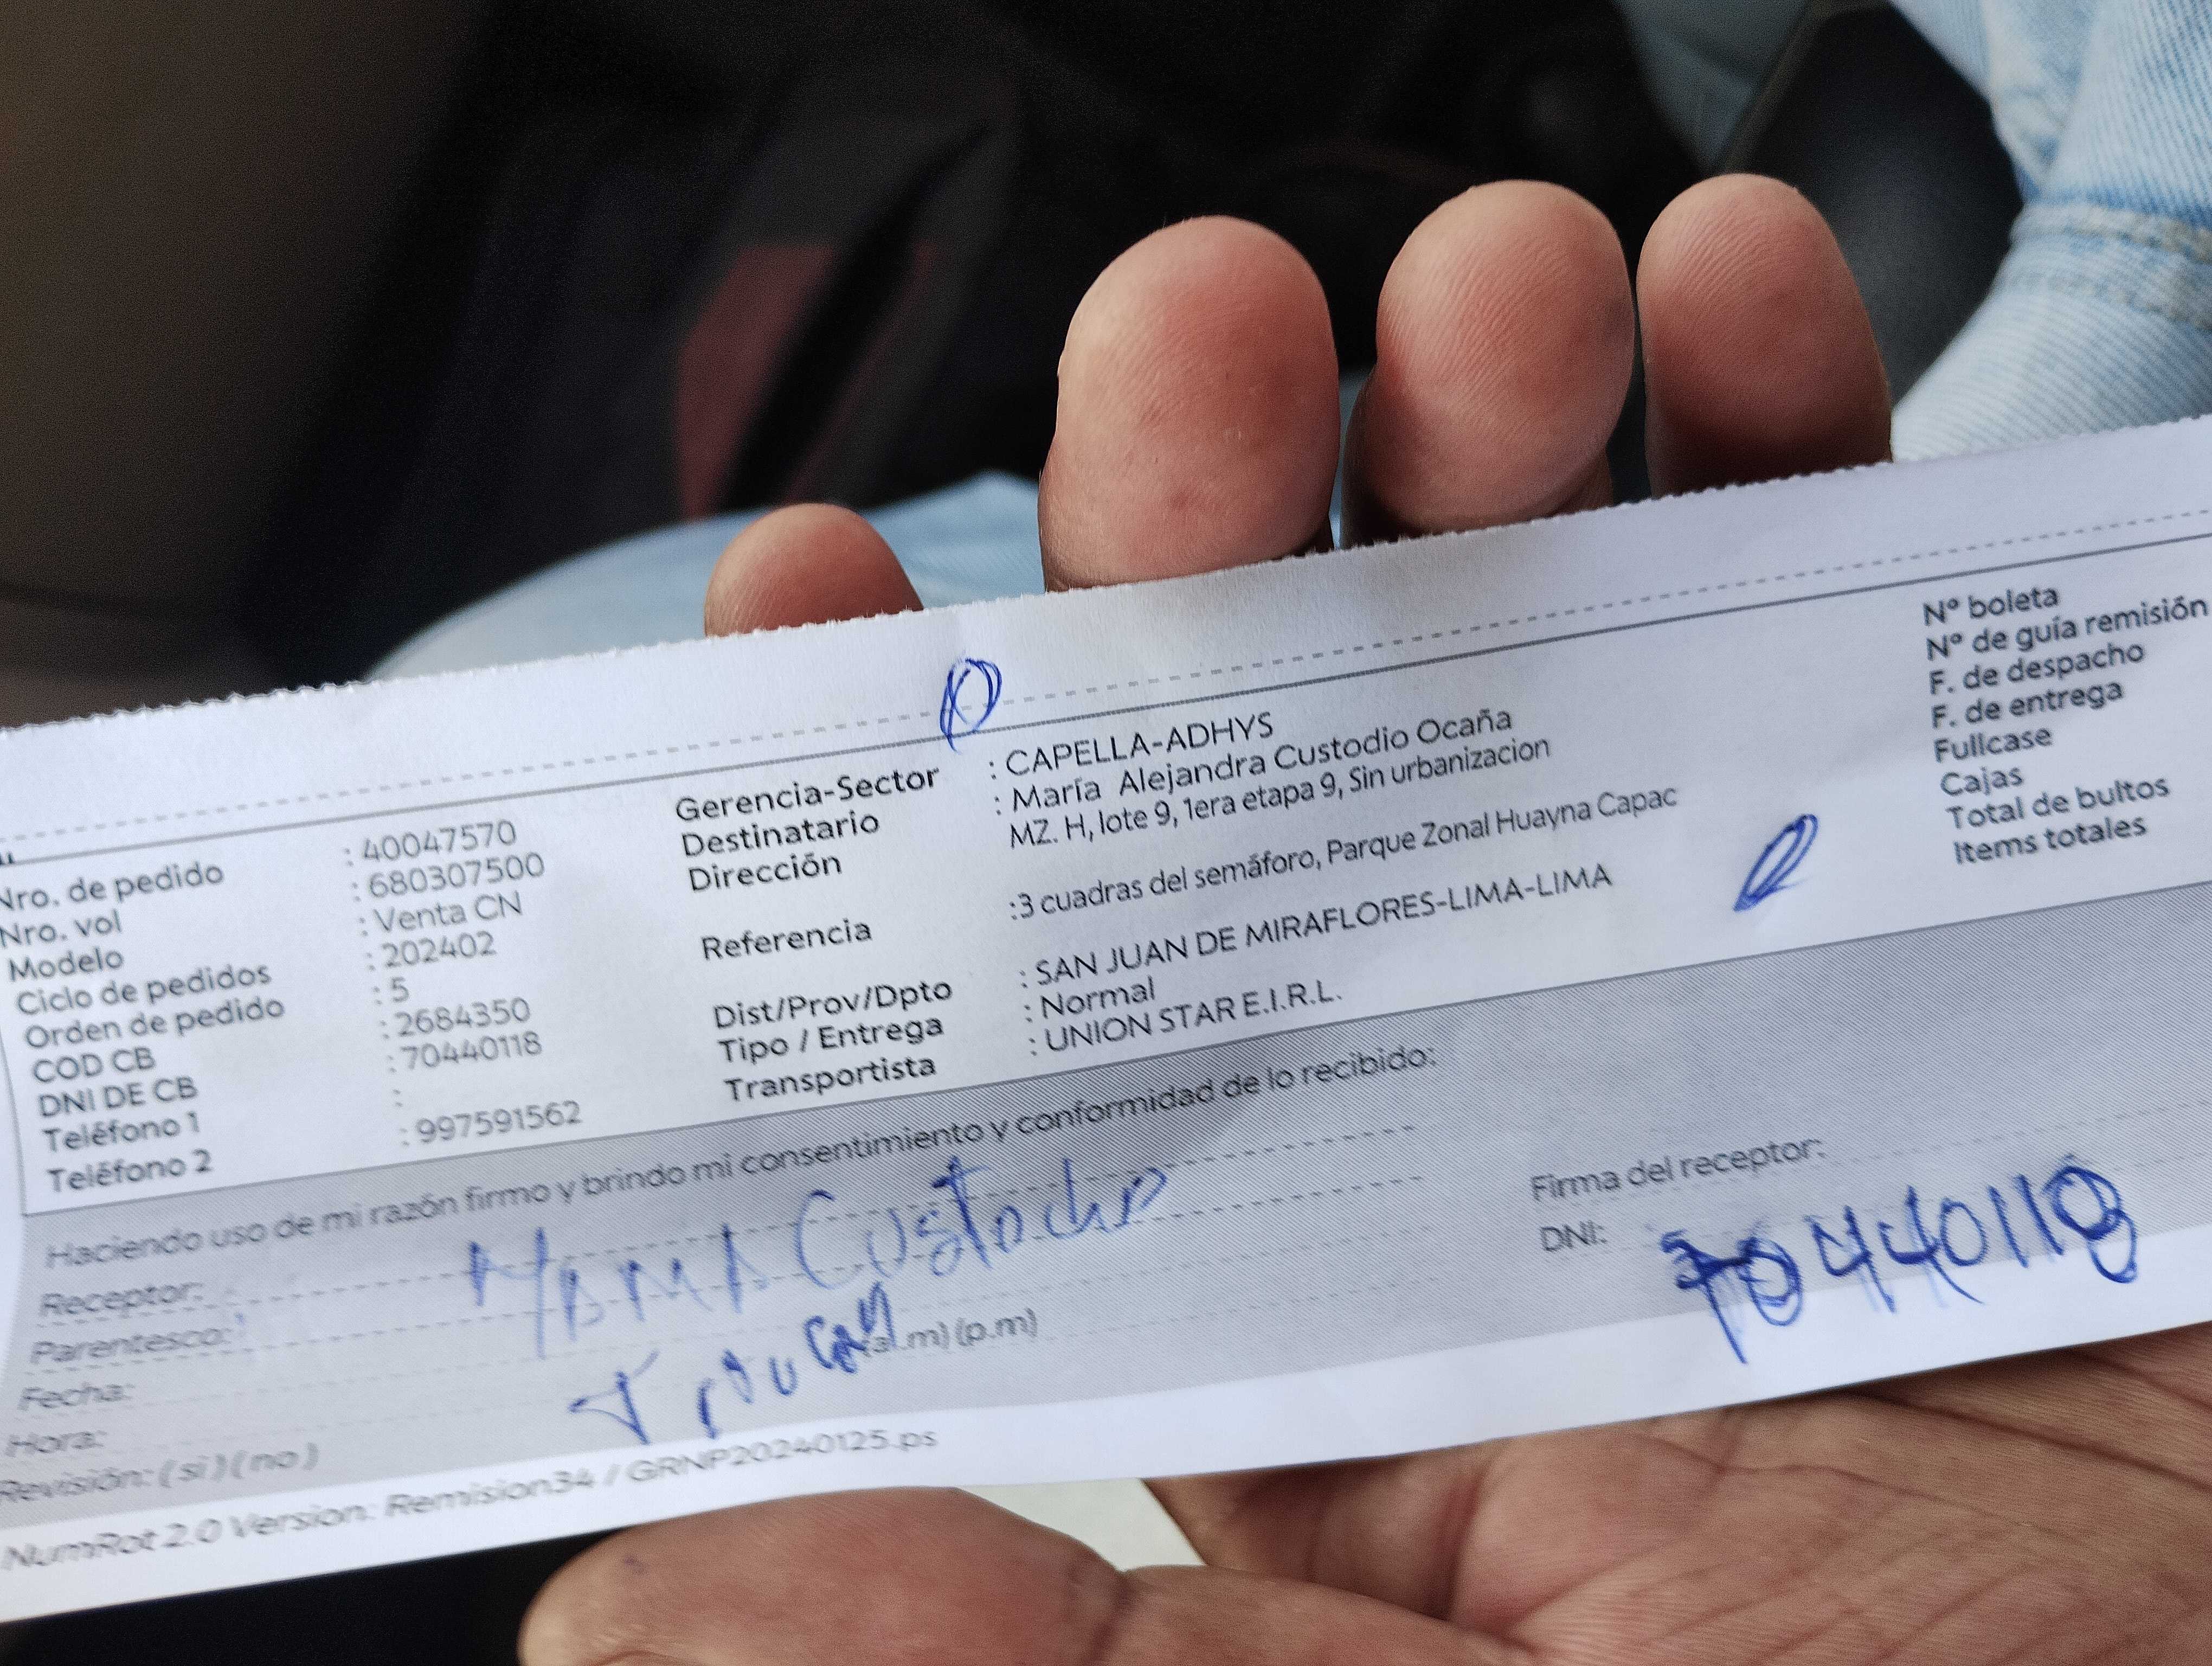 Nro. de pedido : 40047570
Nro. vol : 680307500
Modelo : Venta CN
Ciclo de pedidos : 202402
Orden de pedido : 5
COD CB : 2684350
DNI DE CB : 70440118
Teléfono 1 :
Teléfono 2 : 997591562
Gerencia-Sector : CAPELLA-ADHYS
Destinatario : María Alejandra Custodio Ocaña
Dirección MZ. H, lote 9, 1era etapa 9, Sin urbanizacion
Referencia :3 cuadras del semáforo, Parque Zonal Huayna Capac
Dist/Prov/Dpto : SAN JUAN DE MIRAFLORES-LIMA-LIMA
Tipo / Entrega : Normal
Transportista : UNION STAR E.I.R.L.
Nº boleta
Nº de guía remisión
F. de despacho
F. de entrega
Fullcase
Cajas
Total de bultos
Items totales
Haciendo uso de mi razón firmo y brindo mi consentimiento y conformidad de lo recibido:
Receptor: Custodio
Parentesco:
Fecha:
Hora: (a.m) (p.m)
Revisión: (si) (no)
Firma del receptor:
DNI: 70440118
NumRot 2.0 Version: Remision34 / GRNP20240125.ps